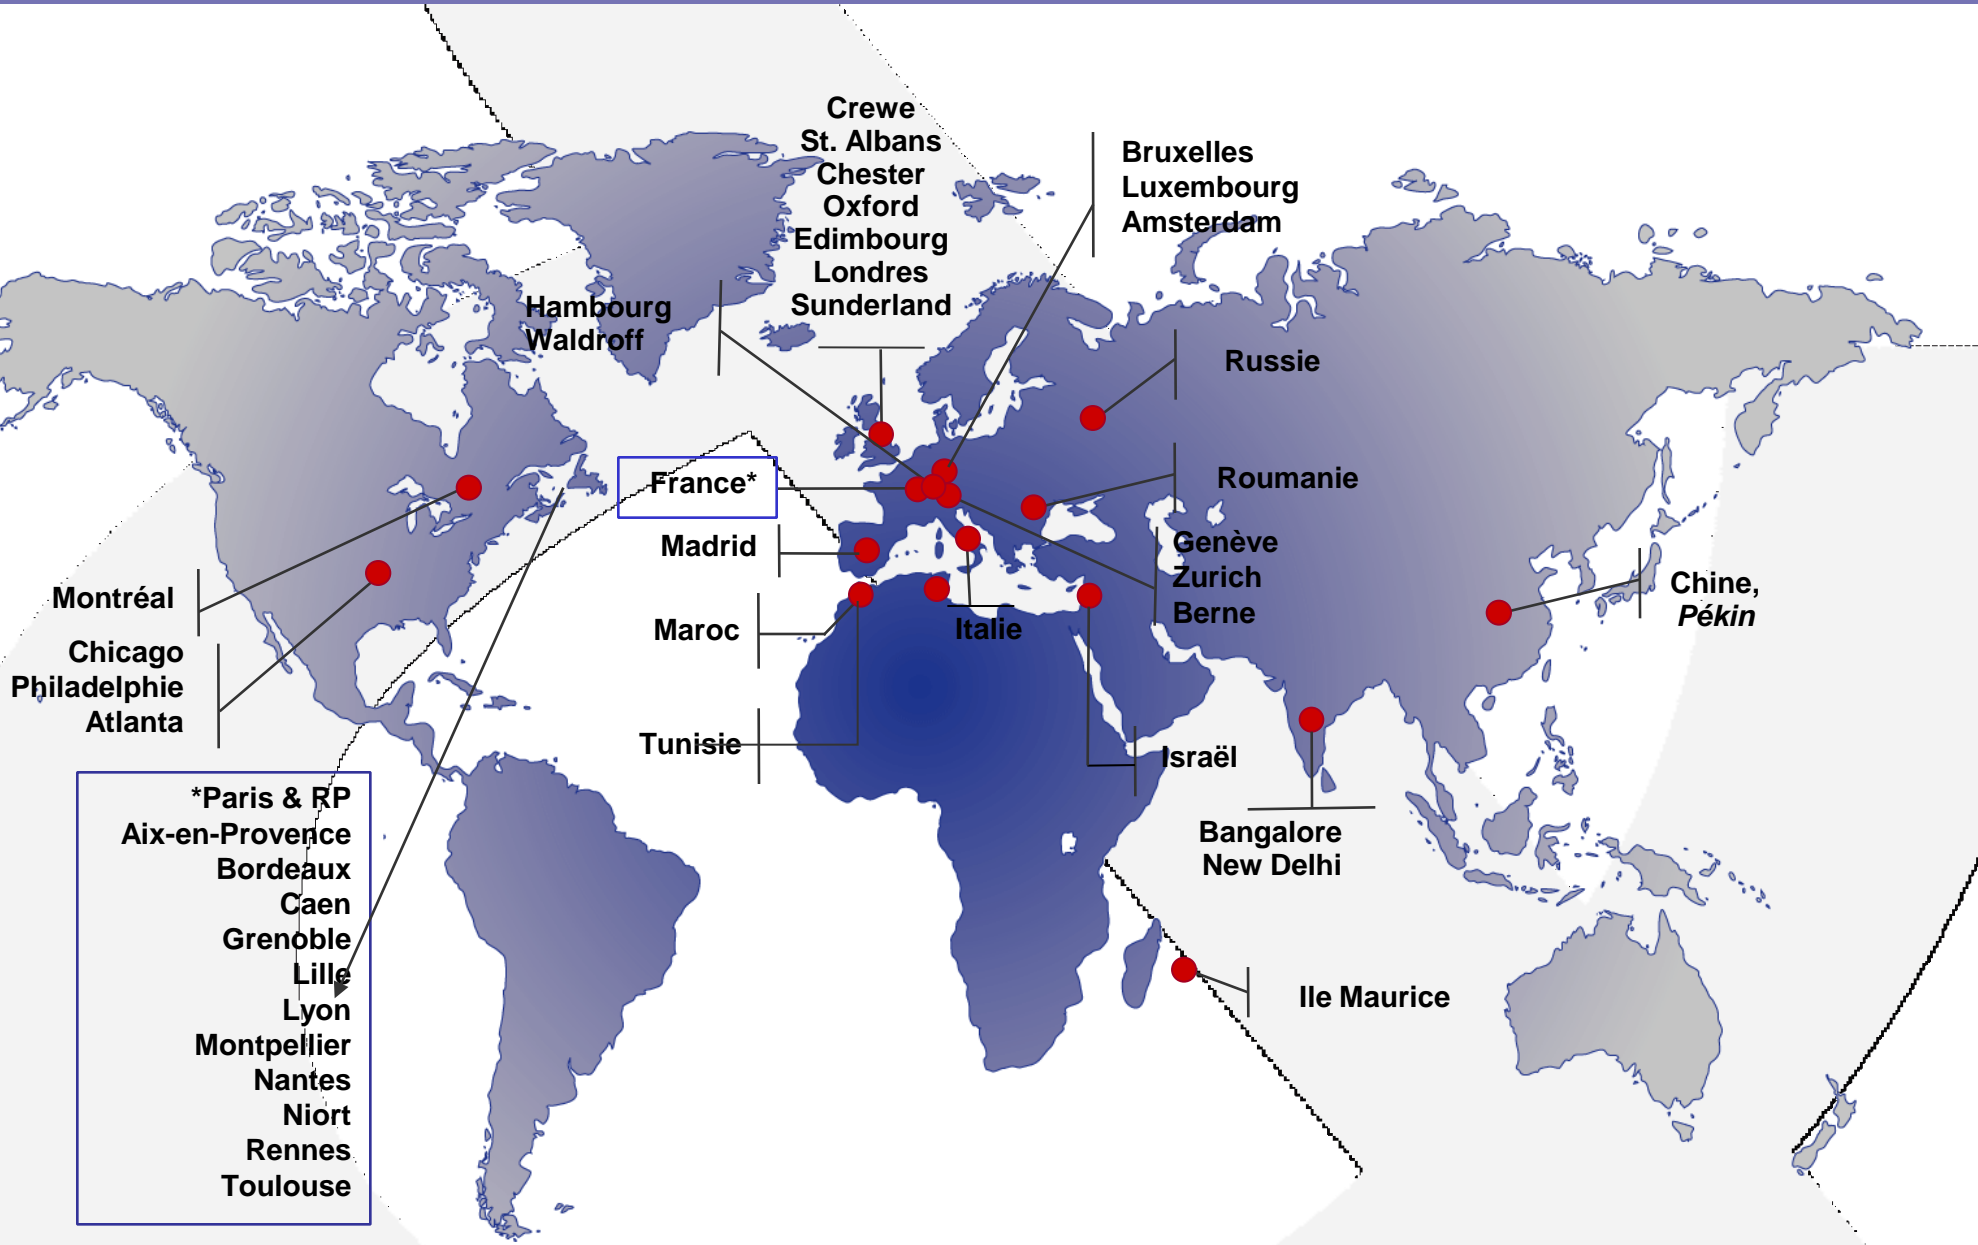 Crewe
St. Albans
Chester
Oxford
Edimbourg
Londres
Sunderland
Bruxelles
Luxembourg
Amsterdam
Hambourg
Waldroff
Russie
France*
Roumanie
Madrid
Genève
Zurich
Berne
Montréal
Chine,
Pékin
Maroc
Italie
Chicago
Philadelphie
Atlanta
Tunisie
Israël
*Paris & RP
Aix-en-Provence
Bordeaux
Caen
Grenoble
Lille
Lyon
Montpellier
Nantes
Niort
Rennes
Toulouse
Bangalore
New Delhi
Ile Maurice